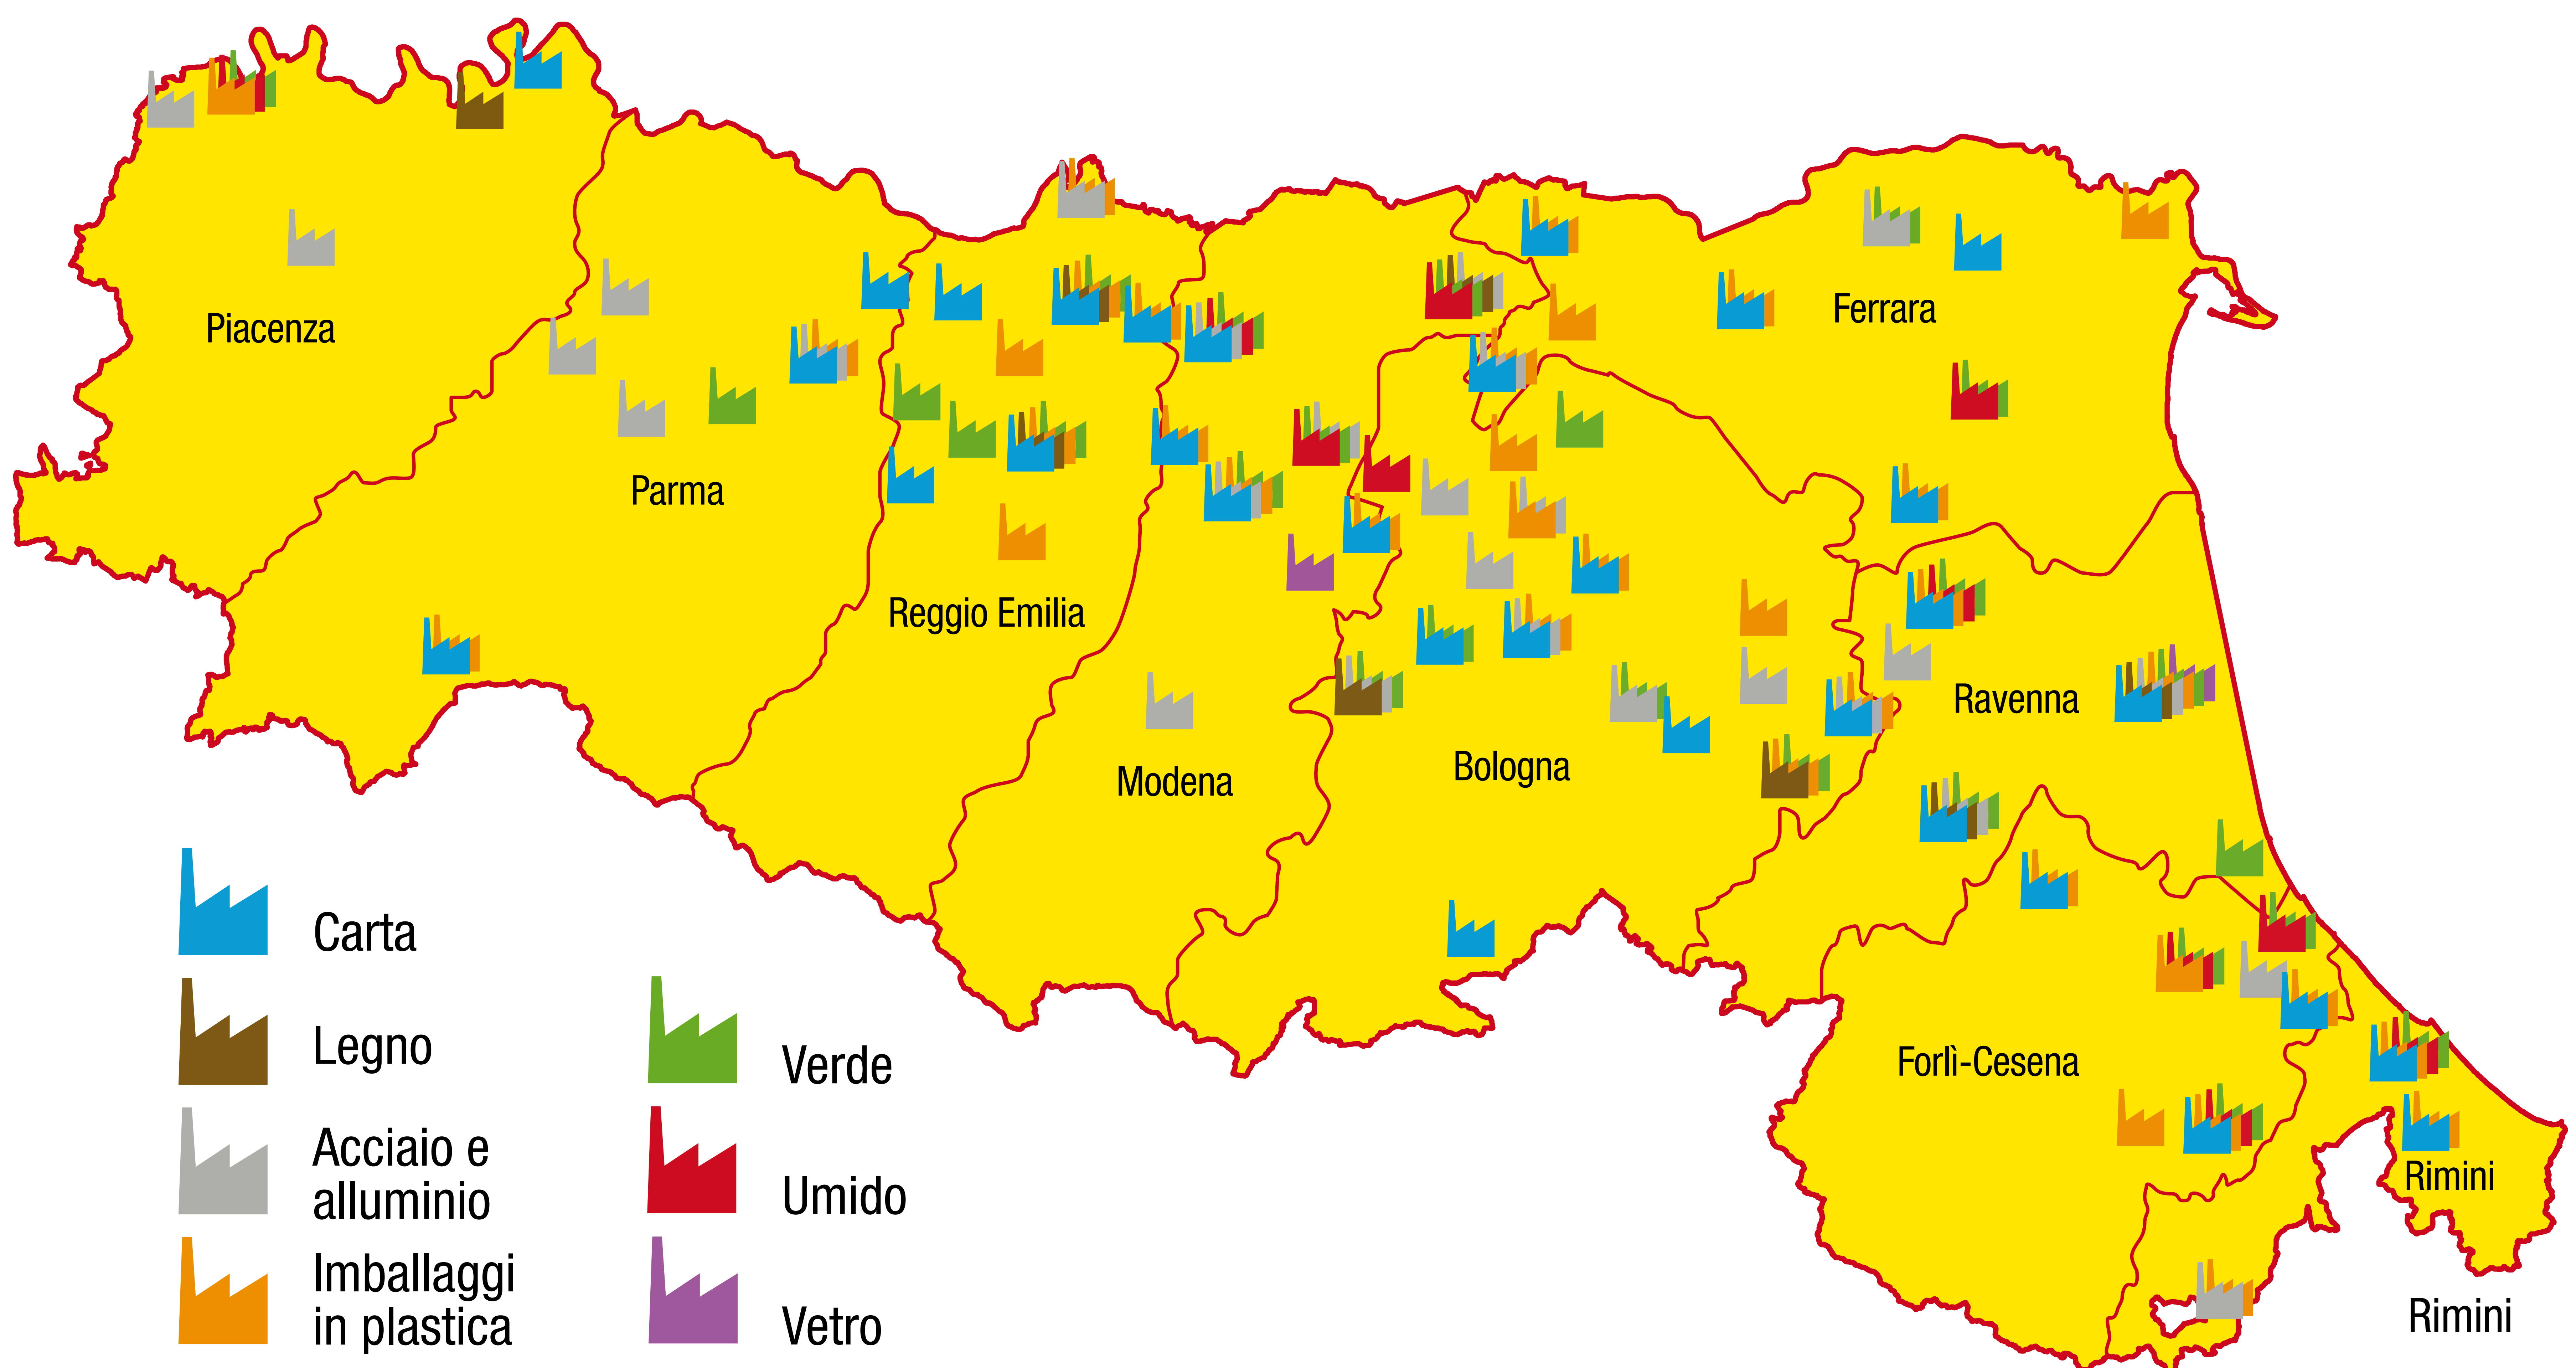 Piacenza
Parma
Reggio Emilia
Modena
Bologna
Ferrara
Ravenna
Forlì-Cesena
Rimini
Rimini
Carta
Legno
Acciaio e
alluminio
Imballaggi
in plastica
Verde
Umido
Vetro